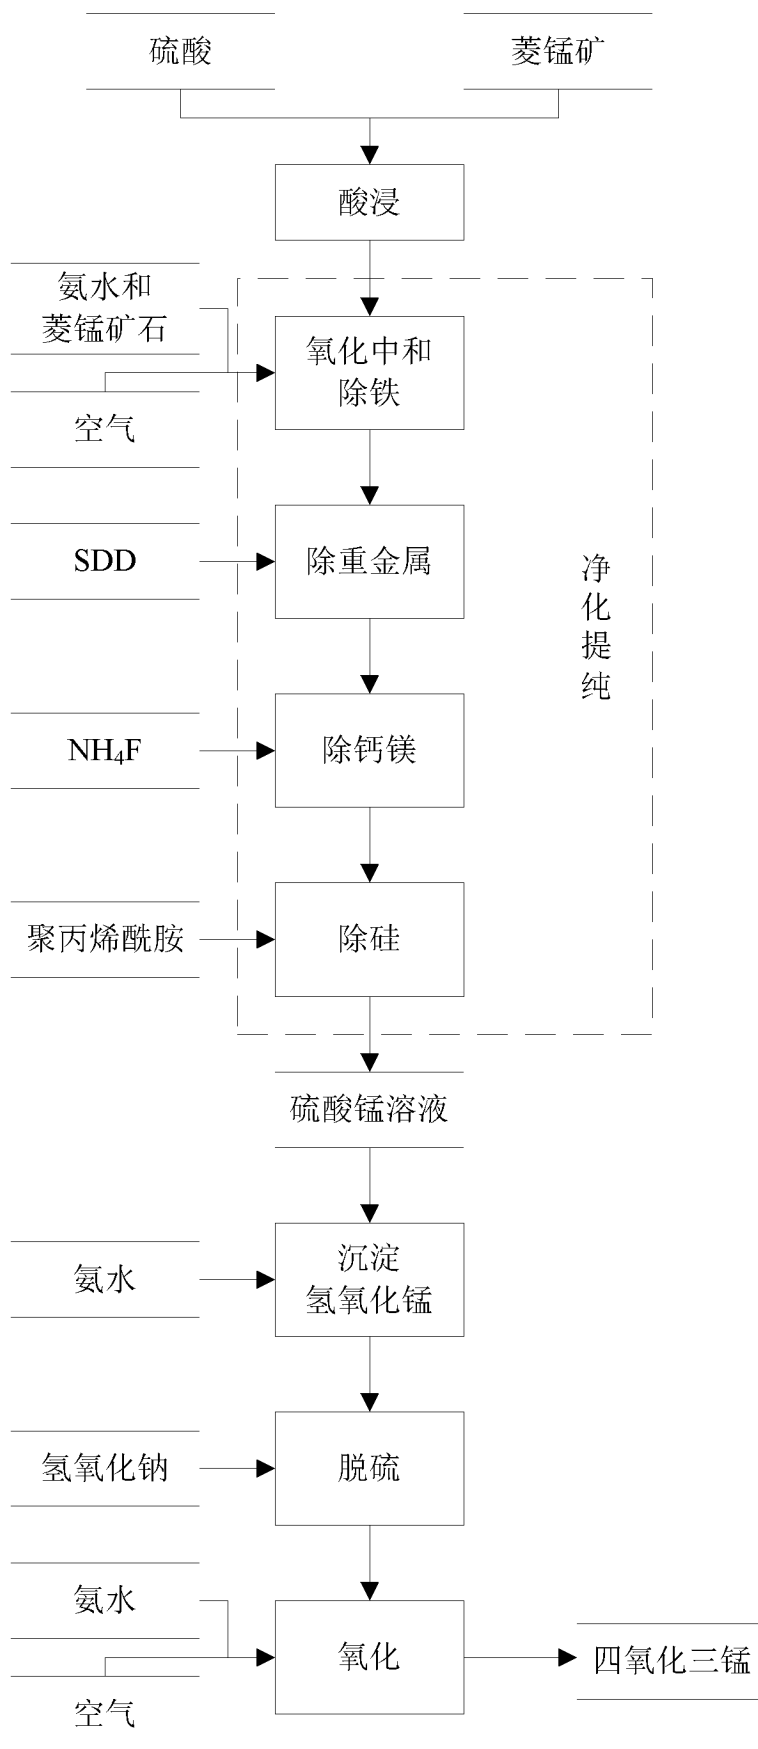 硫酸
菱锰矿
酸浸
氨水和
菱锰矿石
空气
氧化中和
除铁
SDD
除重金属
净
化
提
纯
NH₄F
除钙镁
聚丙烯酰胺
除硅
硫酸锰溶液
氨水
沉淀
氢氧化锰
氢氧化钠
脱硫
氨水
空气
氧化
四氧化三锰